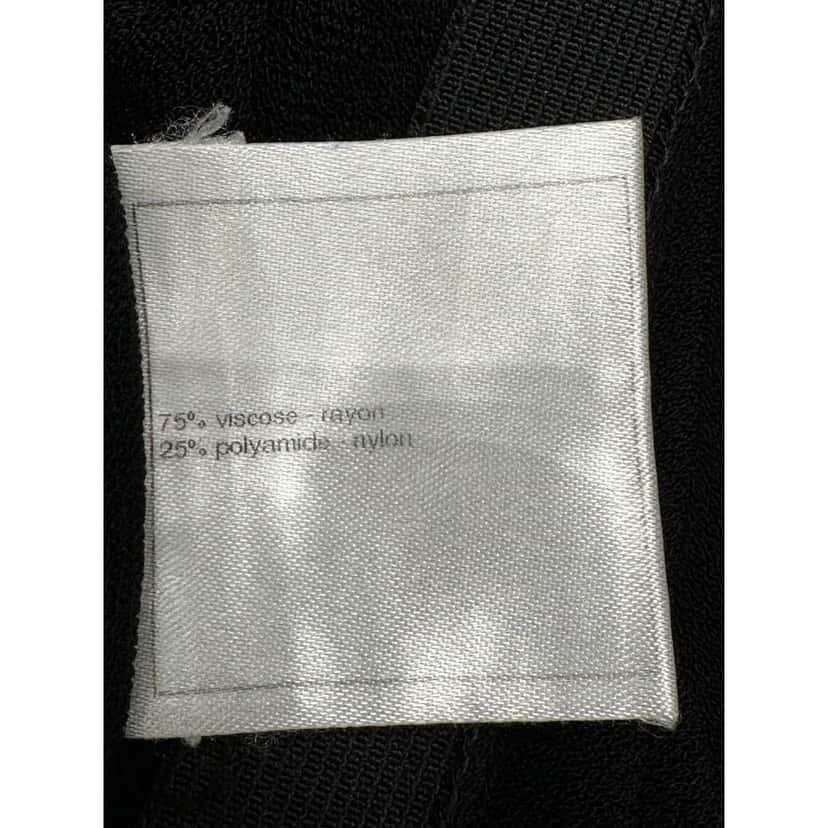 75% viscose - rayon
25% polyamide - nylon